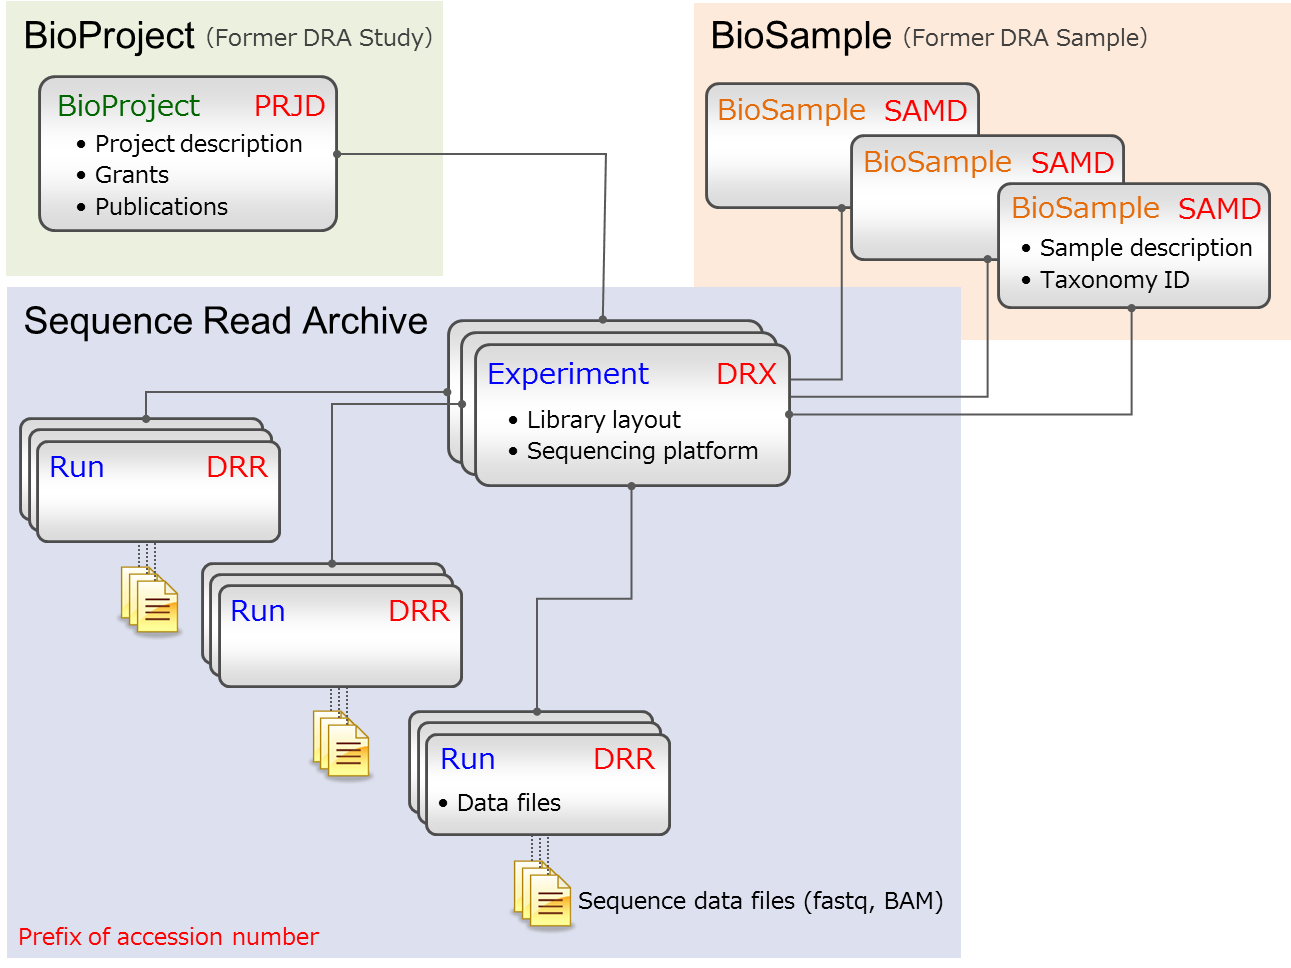 BioProject (Former DRA Study)
BioProject PRJD
• Project description
• Grants
• Publications
BioSample (Former DRA Sample)
BioSample SAMD
BioSample SAMD
BioSample SAMD
• Sample description
• Taxonomy ID
Sequence Read Archive
Experiment DRX
• Library layout
• Sequencing platform
Run DRR
Run DRR
Run DRR
• Data files
Sequence data files (fastq, BAM)
Prefix of accession number